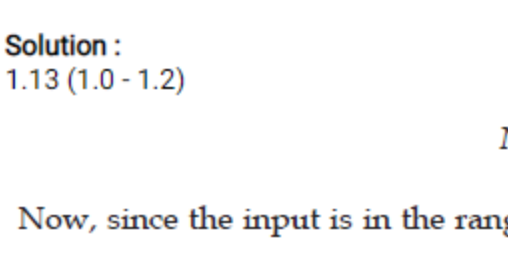 Solution :
1.13 (1.0 - 1.2)
Now, since the input is in the